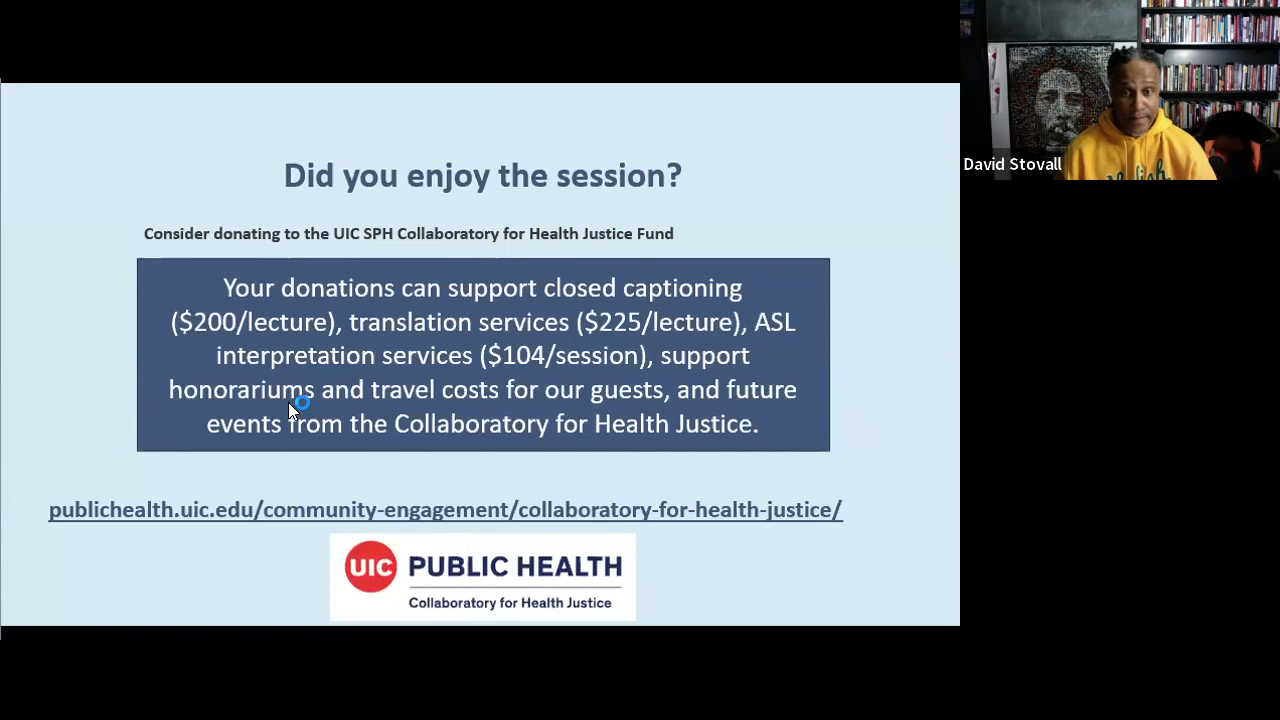 Did you enjoy the session?
Consider donating to the UIC SPH Collaboratory for Health Justice Fund
Your donations can support closed captioning
($200/lecture), translation services ($225/lecture), ASL
interpretation services ($104/session), support
honorariums and travel costs for our guests, and future
events from the Collaboratory for Health Justice.
publichealth.uic.edu/community-engagement/collaboratory-for-health-justice/
UIC PUBLIC HEALTH
Collaboratory for Health Justice
David Stovall